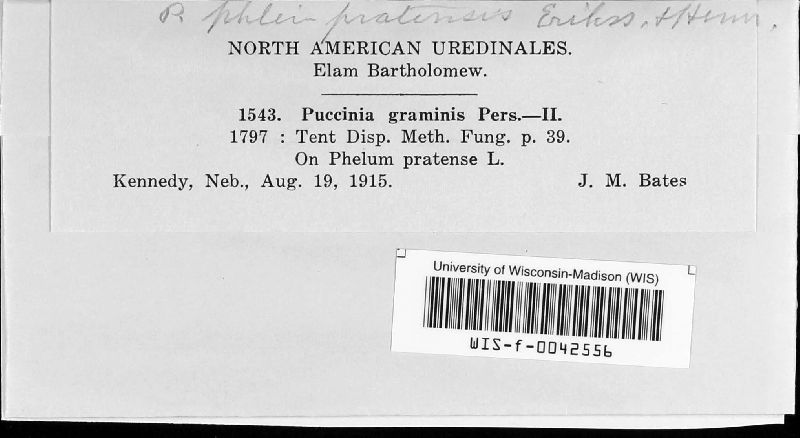 P. phlei-pratensis Erikss. & Henn.
NORTH AMERICAN UREDINALES.
Elam Bartholomew.
1543. Puccinia graminis Pers.—II.
1797 : Tent Disp. Meth. Fung. p. 39.
On Phelum pratense L.
Kennedy, Neb., Aug. 19, 1915. J. M. Bates
University of Wisconsin-Madison (WIS)
WIS-f-0042556